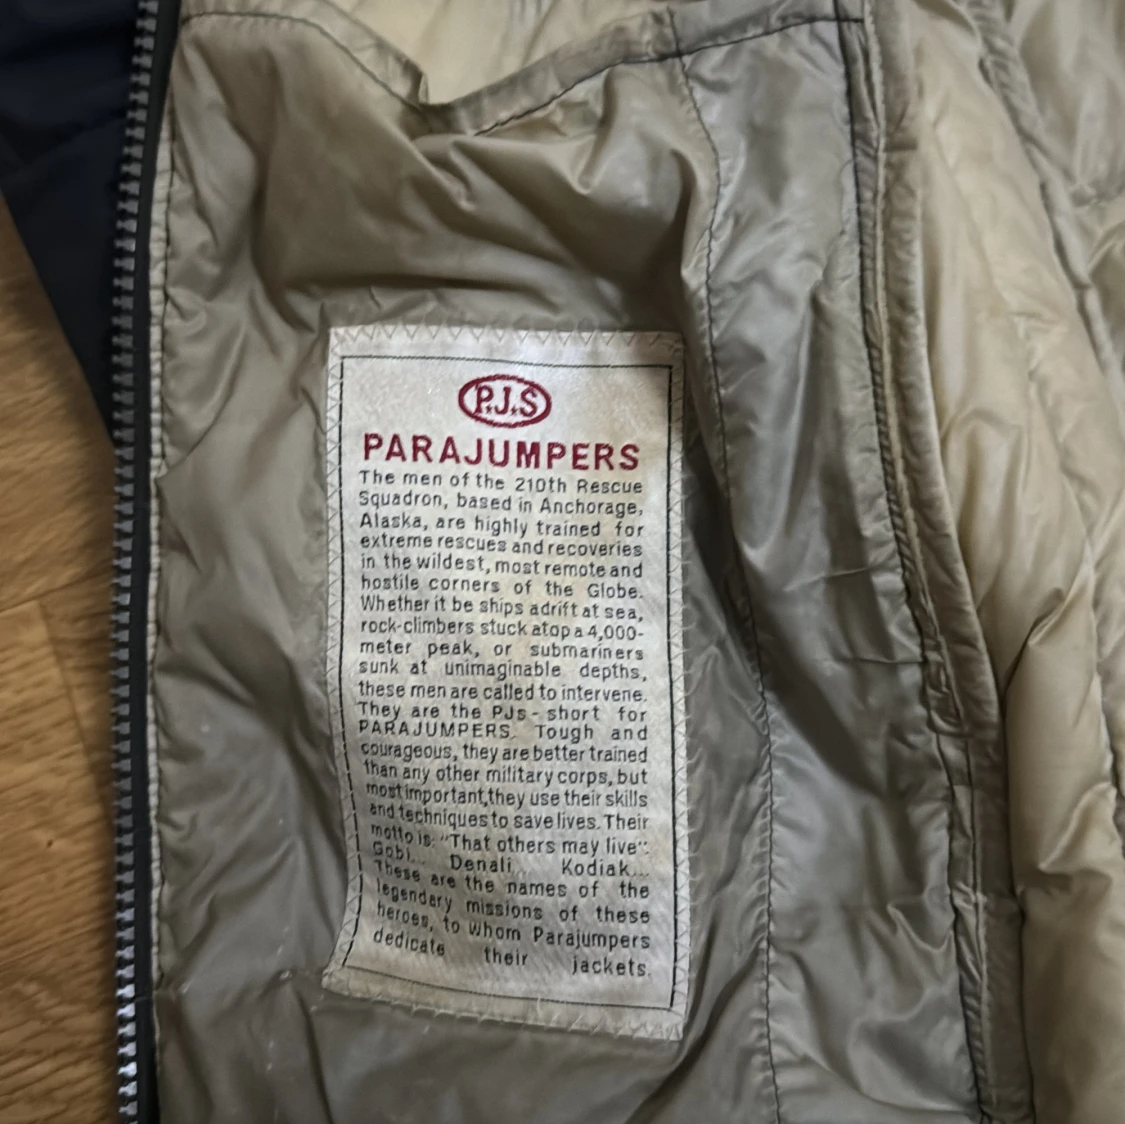 P.J.S
PARAJUMPERS
The men of the 210th Rescue
Squadron, based in Anchorage,
Alaska, are highly trained for
extreme rescues and recoveries
in the wildest, most remote and
hostile corners of the Globe.
Whether it be ships adrift at sea,
rock-climbers stuck atop a 4,000-
meter peak, or submariners
sunk at unimaginable depths,
these men are called to intervene.
They are the PJs - short for
PARAJUMPERS. Tough and
courageous, they are better trained
than any other military corps, but
most important,they use their skills
and techniques to save lives. Their
motto is: "That others may live".
Gobi... Denali... Kodiak...
These are the names of the
legendary missions of these
heroes, to whom Parajumpers
dedicate their jackets.